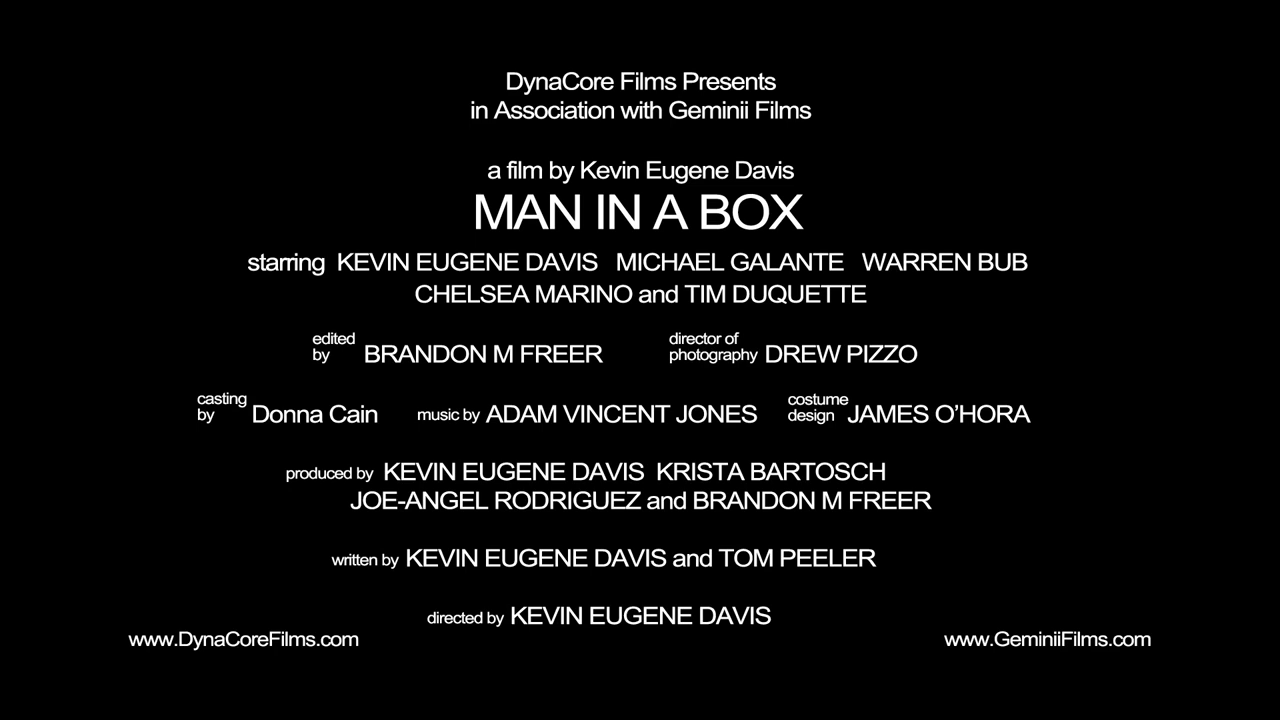 DynaCore Films Presents
in Association with Geminii Films
a film by Kevin Eugene Davis
MAN IN A BOX
starring KEVIN EUGENE DAVIS MICHAEL GALANTE WARREN BUB
CHELSEA MARINO and TIM DUQUETTE
edited by BRANDON M FREER director of photography DREW PIZZO
casting by Donna Cain music by ADAM VINCENT JONES costume design JAMES O’HORA
produced by KEVIN EUGENE DAVIS KRISTA BARTOSCH
JOE-ANGEL RODRIGUEZ and BRANDON M FREER
written by KEVIN EUGENE DAVIS and TOM PEELER
directed by KEVIN EUGENE DAVIS
www.DynaCoreFilms.com www.GeminiiFilms.com